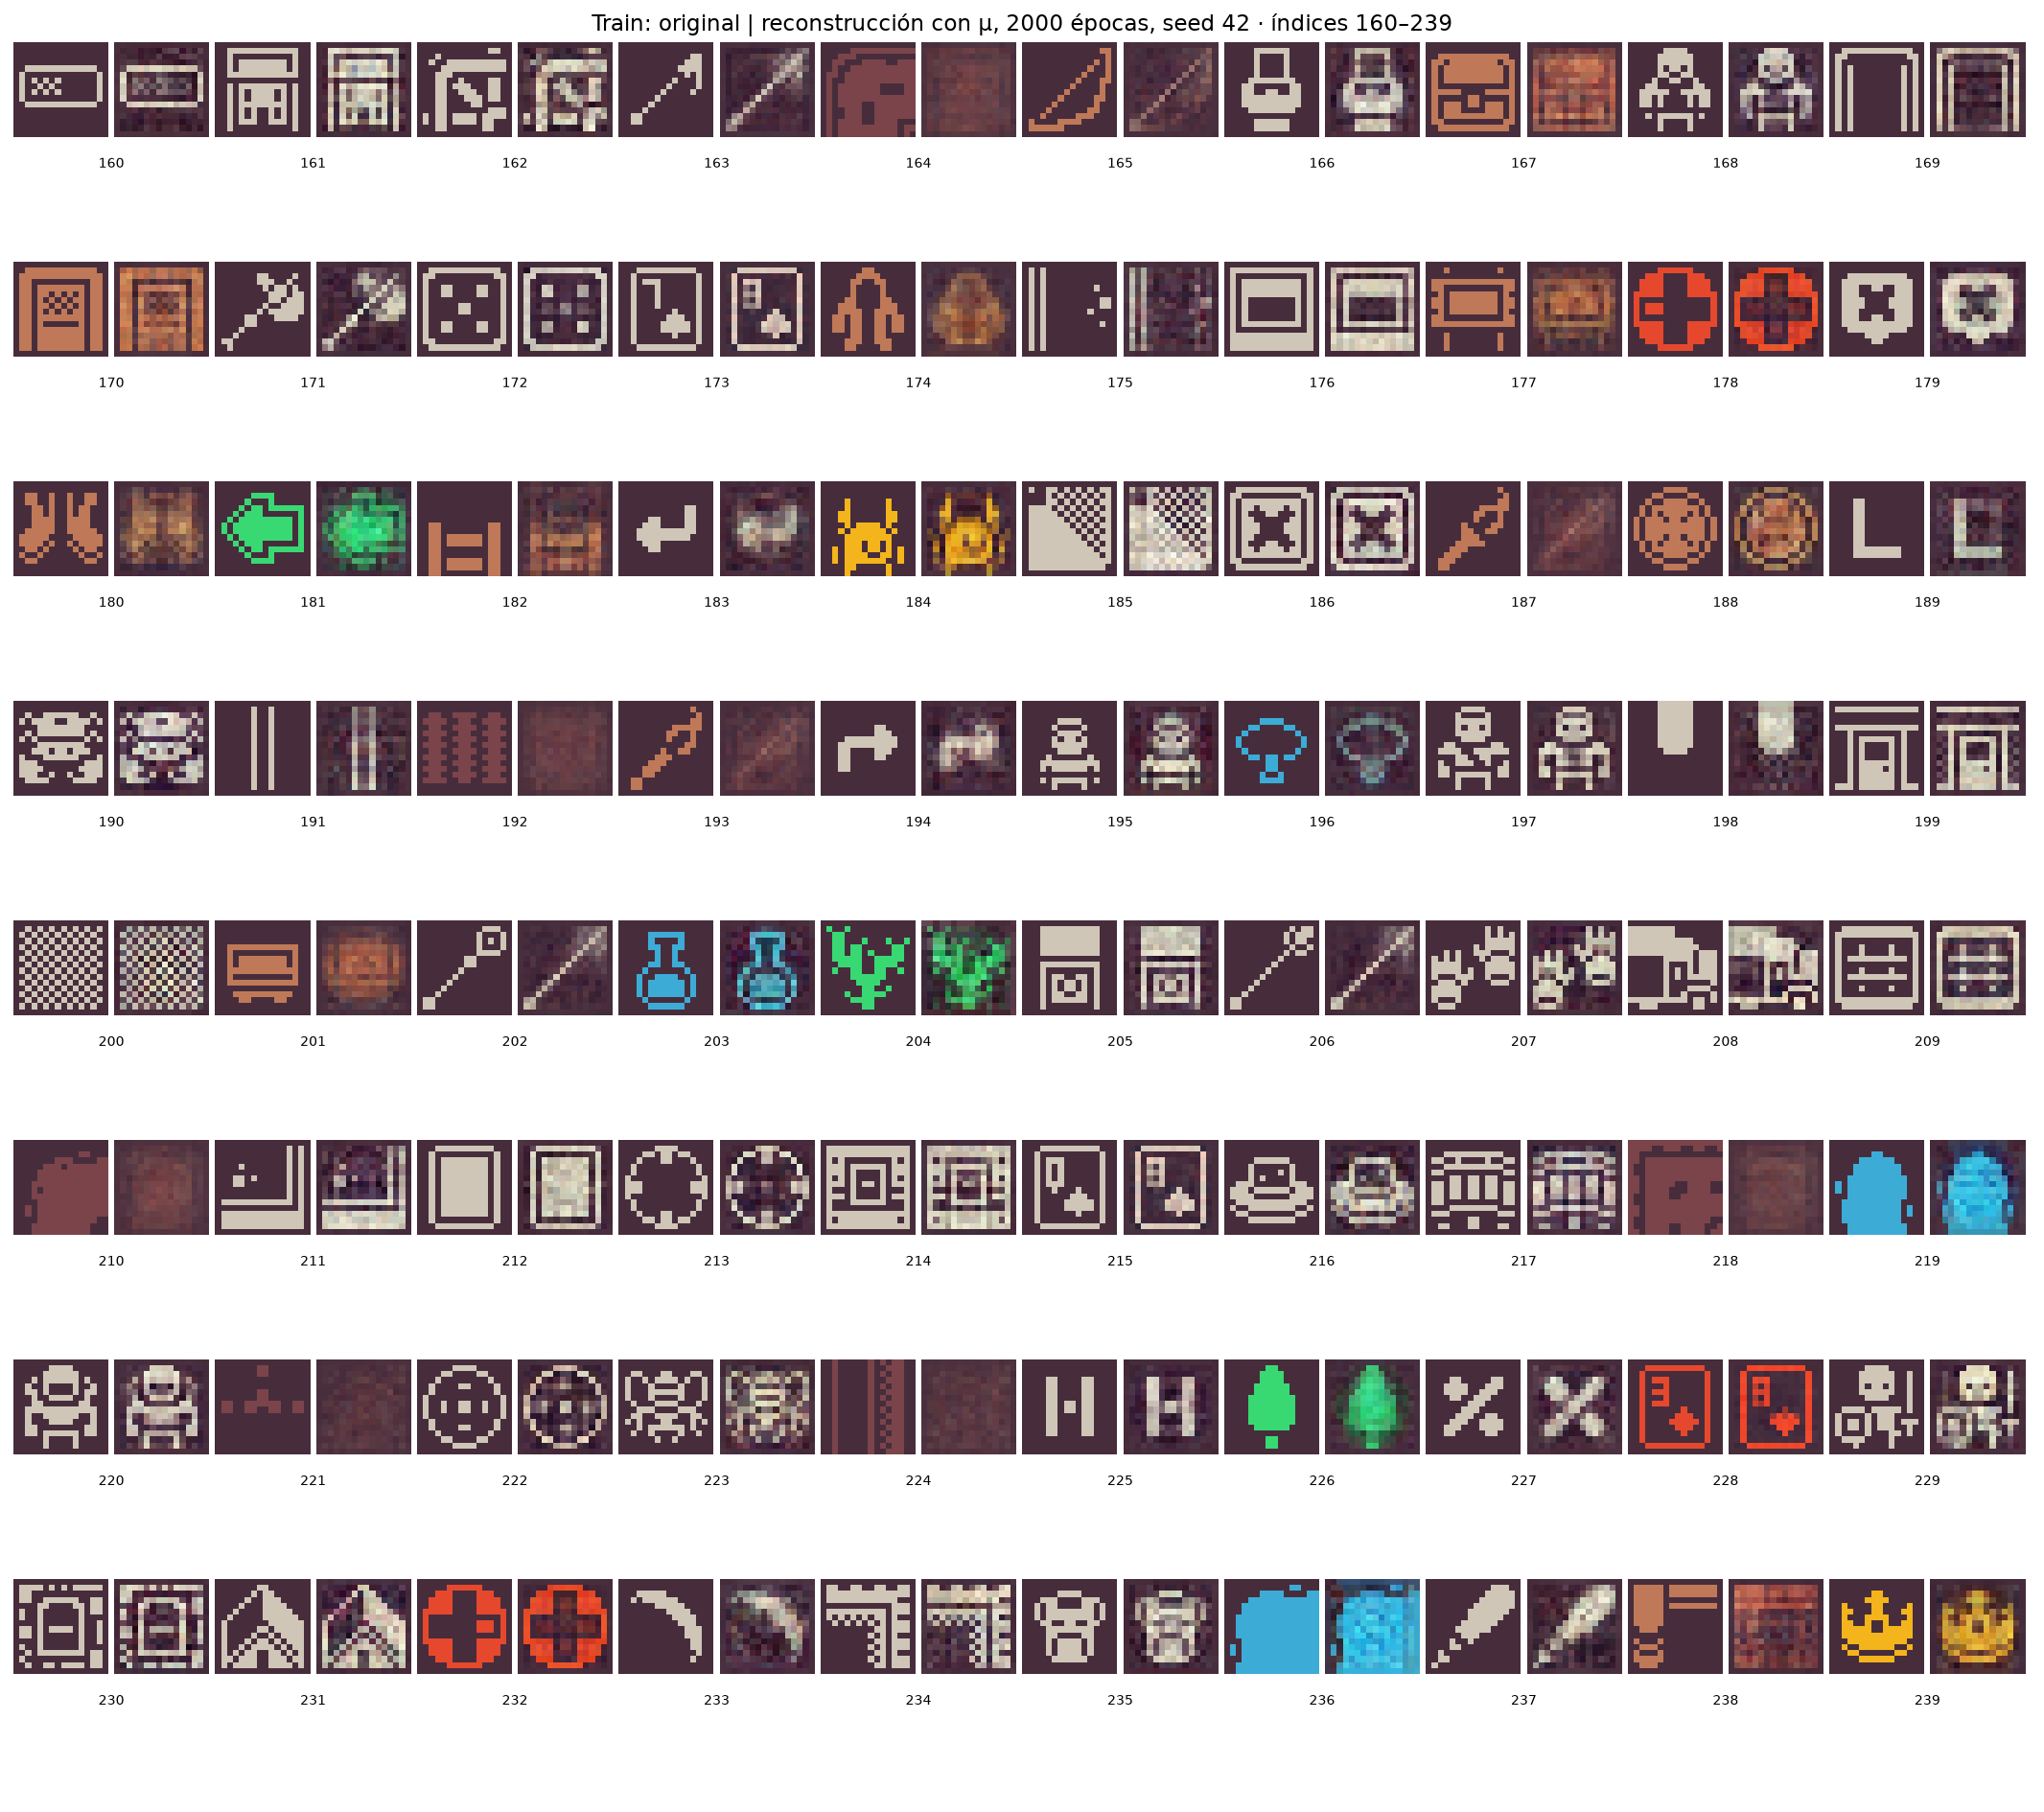 Train: original | reconstrucción con μ, 2000 épocas, seed 42 · índices 160–239
160 161 162 163 164 165 166 167 168 169
170 171 172 173 174 175 176 177 178 179
180 181 182 183 184 185 186 187 188 189
190 191 192 193 194 195 196 197 198 199
200 201 202 203 204 205 206 207 208 209
210 211 212 213 214 215 216 217 218 219
220 221 222 223 224 225 226 227 228 229
230 231 232 233 234 235 236 237 238 239